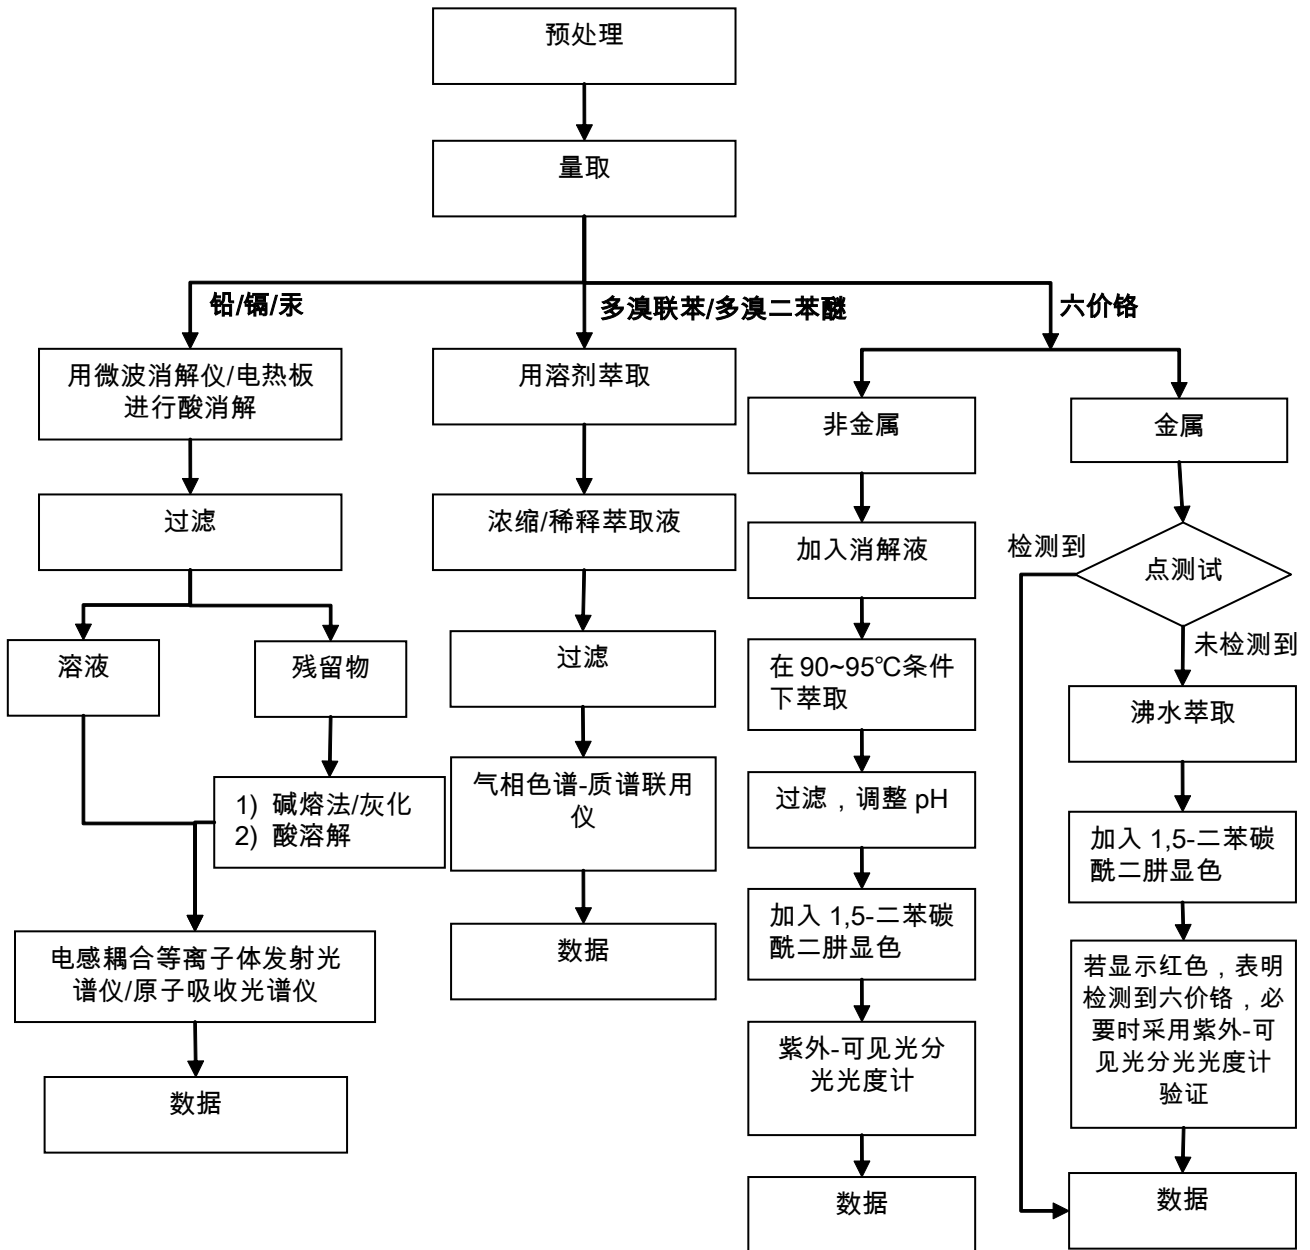 预处理
量取
铅/镉/汞
多溴联苯/多溴二苯醚
六价铬
用微波消解仪/电热板
进行酸消解
过滤
溶液
残留物
1) 碱熔法/灰化
2) 酸溶解
电感耦合等离子体发射光
谱仪/原子吸收光谱仪
数据
用溶剂萃取
浓缩/稀释萃取液
过滤
气相色谱-质谱联用
仪
数据
非金属
加入消解液
在 90~95℃条件
下萃取
过滤，调整 pH
加入 1,5-二苯碳
酰二肼显色
紫外-可见光分
光光度计
数据
金属
点测试
检测到
未检测到
沸水萃取
加入 1,5-二苯碳
酰二肼显色
若显示红色，表明
检测到六价铬，必
要时采用紫外-可
见光分光光度计
验证
数据